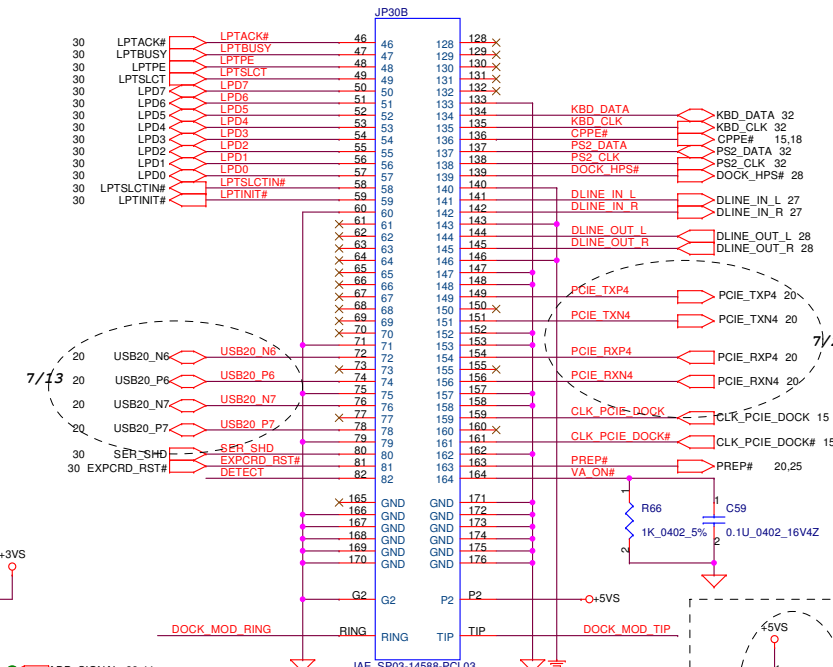 JP30B
30 LPTACK# LPTACK# 46 46 128 128
30 LPTBUSY LPTBUSY 47 47 129 129
30 LPTPE LPTPE 48 48 130 130
30 LPTSLCT LPTSLCT 49 49 131 131
30 LPD7 LPD7 50 50 132 132
30 LPD6 LPD6 51 51 133 133
30 LPD5 LPD5 52 52 134 134 KBD_DATA KBD_DATA 32
30 LPD4 LPD4 53 53 135 135 KBD_CLK KBD_CLK 32
30 LPD3 LPD3 54 54 136 136 CPPE# CPPE# 15,18
30 LPD2 LPD2 55 55 137 137 PS2_DATA PS2_DATA 32
30 LPD1 LPD1 56 56 138 138 PS2_CLK PS2_CLK 32
30 LPD0 LPD0 57 57 139 139 DOCK_HPS# DOCK_HPS# 28
30 LPTSLCTIN# LPTSLCTIN# 58 58 140 140
30 LPTINIT# LPTINIT# 59 59 141 141 DLINE_IN_L DLINE_IN_L 27
60 60 142 142 DLINE_IN_R DLINE_IN_R 27
61 61 143 143
62 62 144 144 DLINE_OUT_L DLINE_OUT_L 28
63 63 145 145 DLINE_OUT_R DLINE_OUT_R 28
64 64 146 146
65 65 147 147
66 66 148 148
67 67 149 149 PCIE_TXP4 PCIE_TXP4 20
68 68 150 150
69 69 151 151 PCIE_TXN4 PCIE_TXN4 20
70 70 152 152
71 71 153 153
7/13 20 USB20_N6 USB20_N6 72 72 154 154 PCIE_RXP4 PCIE_RXP4 20
73 73 155 155
20 USB20_P6 USB20_P6 74 74 156 156 PCIE_RXN4 PCIE_RXN4 20
75 75 157 157
20 USB20_N7 USB20_N7 76 76 158 158
77 77 159 159 CLK_PCIE_DOCK CLK_PCIE_DOCK 15
20 USB20_P7 USB20_P7 78 78 160 160
79 79 161 161 CLK_PCIE_DOCK# CLK_PCIE_DOCK# 15
30 SER_SHD SER_SHD 80 80 162 162
30 EXPCRD_RST# EXPCRD_RST# 81 81 163 163 PREP# PREP# 20,25
DETECT 82 82 164 164 VA_ON#
165 GND GND 171
166 GND GND 172
167 GND GND 173
168 GND GND 174
169 GND GND 175
170 GND GND 176
1 R66 1K_0402_5% 2
1 C59 0.1U_0402_16V4Z 2
+3VS
G2 G2 P2 P2 +5VS
DOCK_MOD_RING RING RING TIP TIP DOCK_MOD_TIP
+5VS
1
JAE_SP03-14588-PCL03